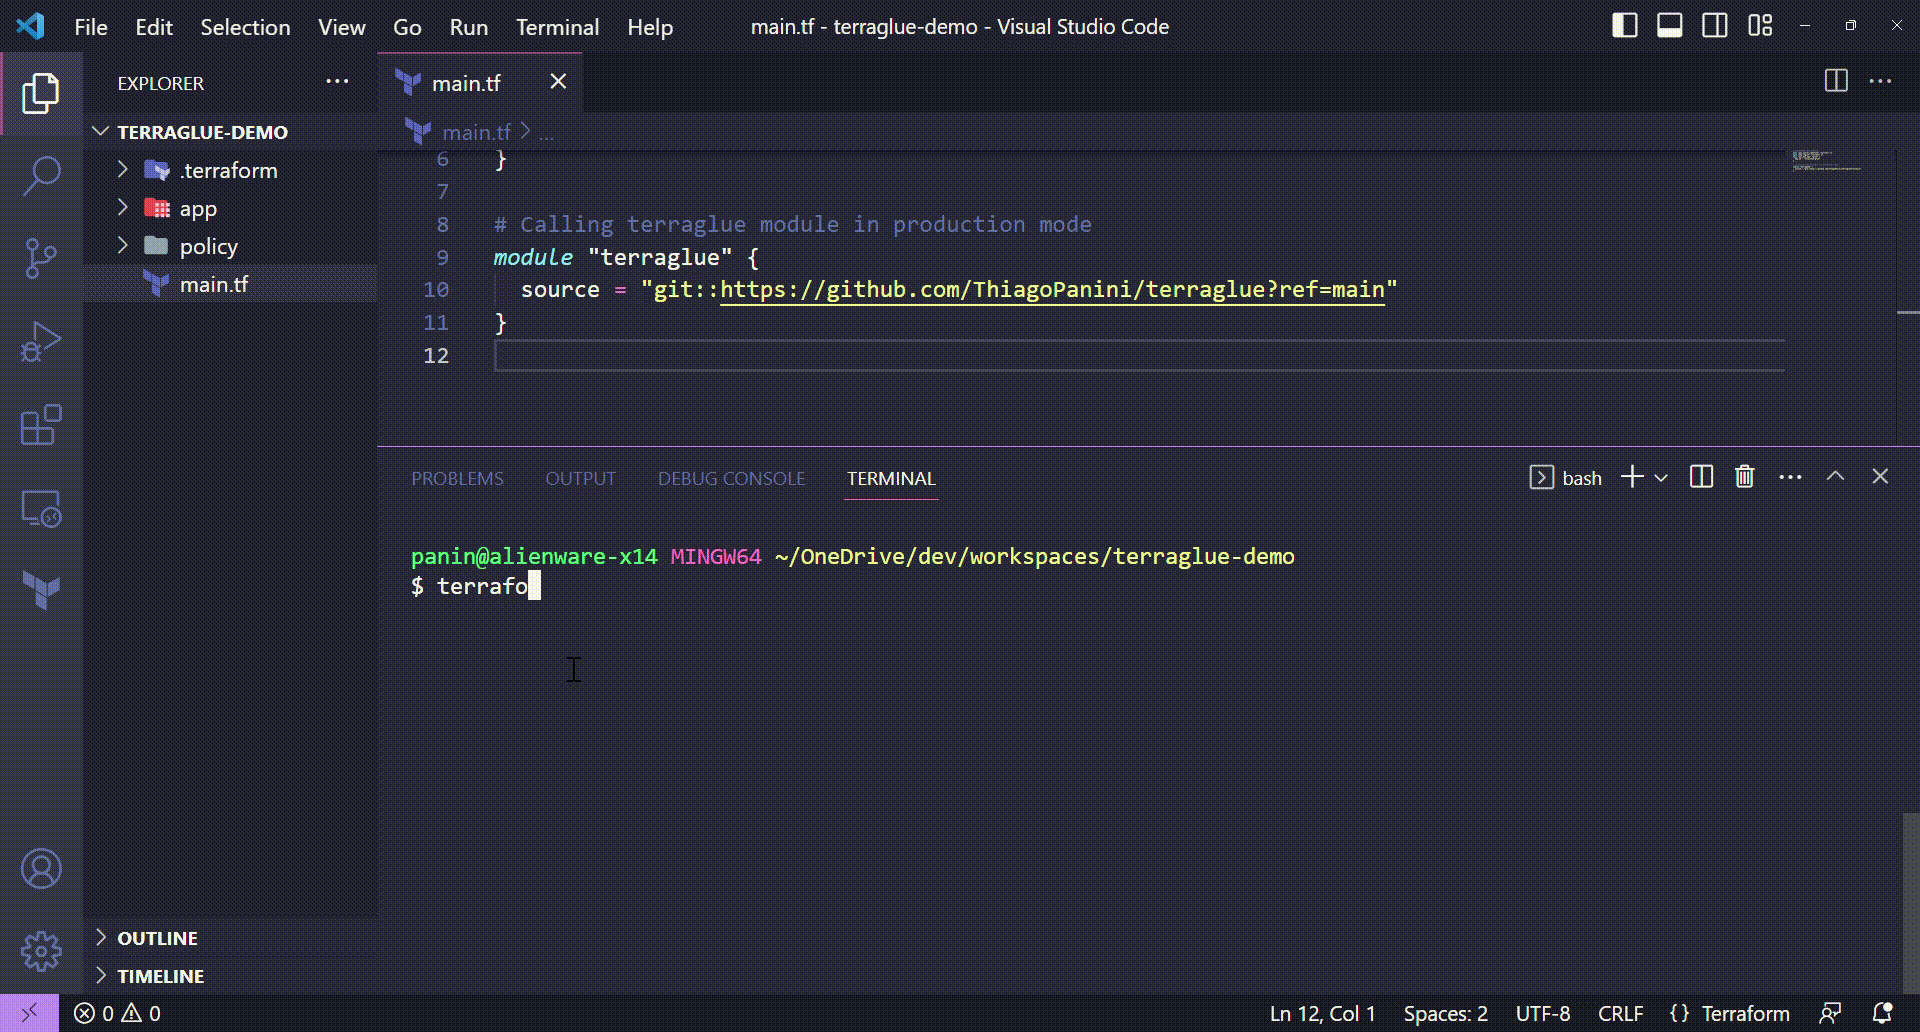 File Edit Selection View Go Run Terminal Help main.tf - terraglue-demo - Visual Studio Code
EXPLORER
TERRAGLUE-DEMO
.terraform
app
policy
main.tf
OUTLINE
TIMELINE
main.tf
main.tf > ...
6 }
7
8 # Calling terraglue module in production mode
9 module "terraglue" {
10 source = "git::https://github.com/ThiagoPanini/terraglue?ref=main"
11 }
12
PROBLEMS OUTPUT DEBUG CONSOLE TERMINAL bash
panin@alienware-x14 MINGW64 ~/OneDrive/dev/workspaces/terraglue-demo
$ terrafo
0 0 Ln 12, Col 1 Spaces: 2 UTF-8 CRLF {} Terraform